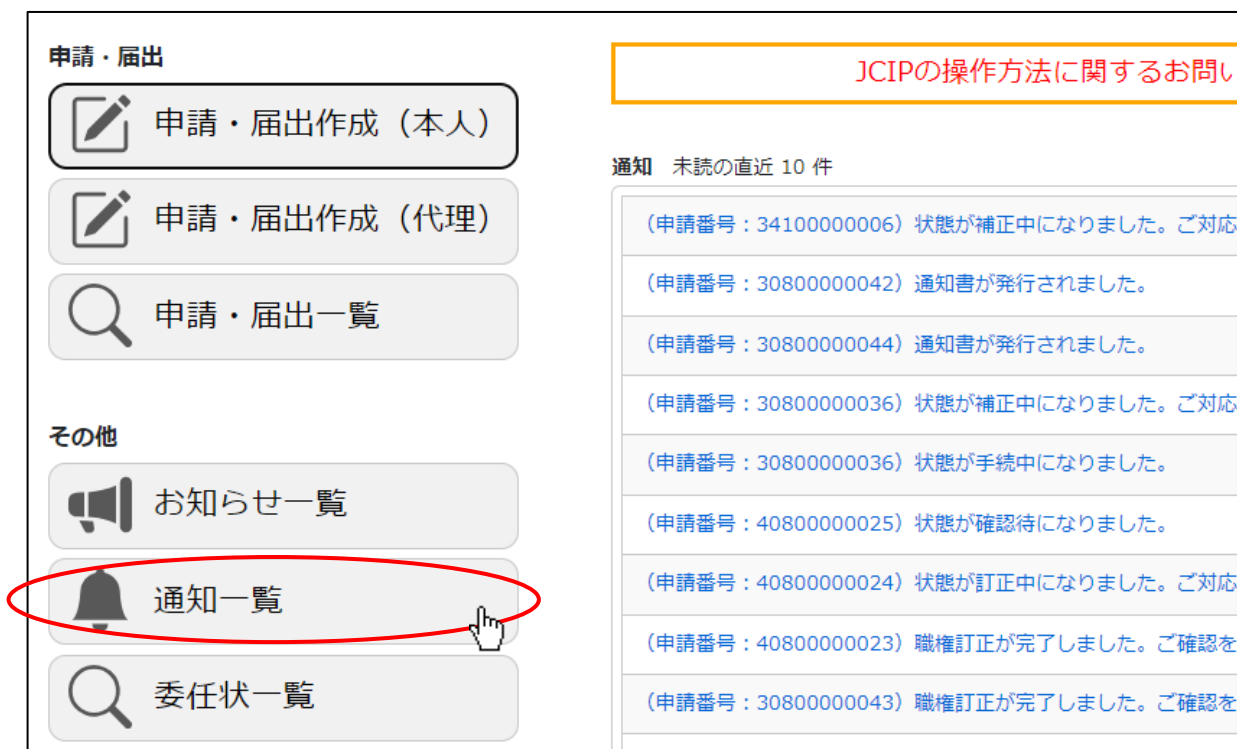 申請・届出
申請・届出作成（本人）
申請・届出作成（代理）
申請・届出一覧
その他
お知らせ一覧
通知一覧
委任状一覧
JCIPの操作方法に関するお問い
通知 未読の直近 10 件
（申請番号：34100000006）状態が補正中になりました。ご対応
（申請番号：30800000042）通知書が発行されました。
（申請番号：30800000044）通知書が発行されました。
（申請番号：30800000036）状態が補正中になりました。ご対応
（申請番号：30800000036）状態が手続中になりました。
（申請番号：40800000025）状態が確認待になりました。
（申請番号：40800000024）状態が訂正中になりました。ご対応
（申請番号：40800000023）職権訂正が完了しました。ご確認を
（申請番号：30800000043）職権訂正が完了しました。ご確認を